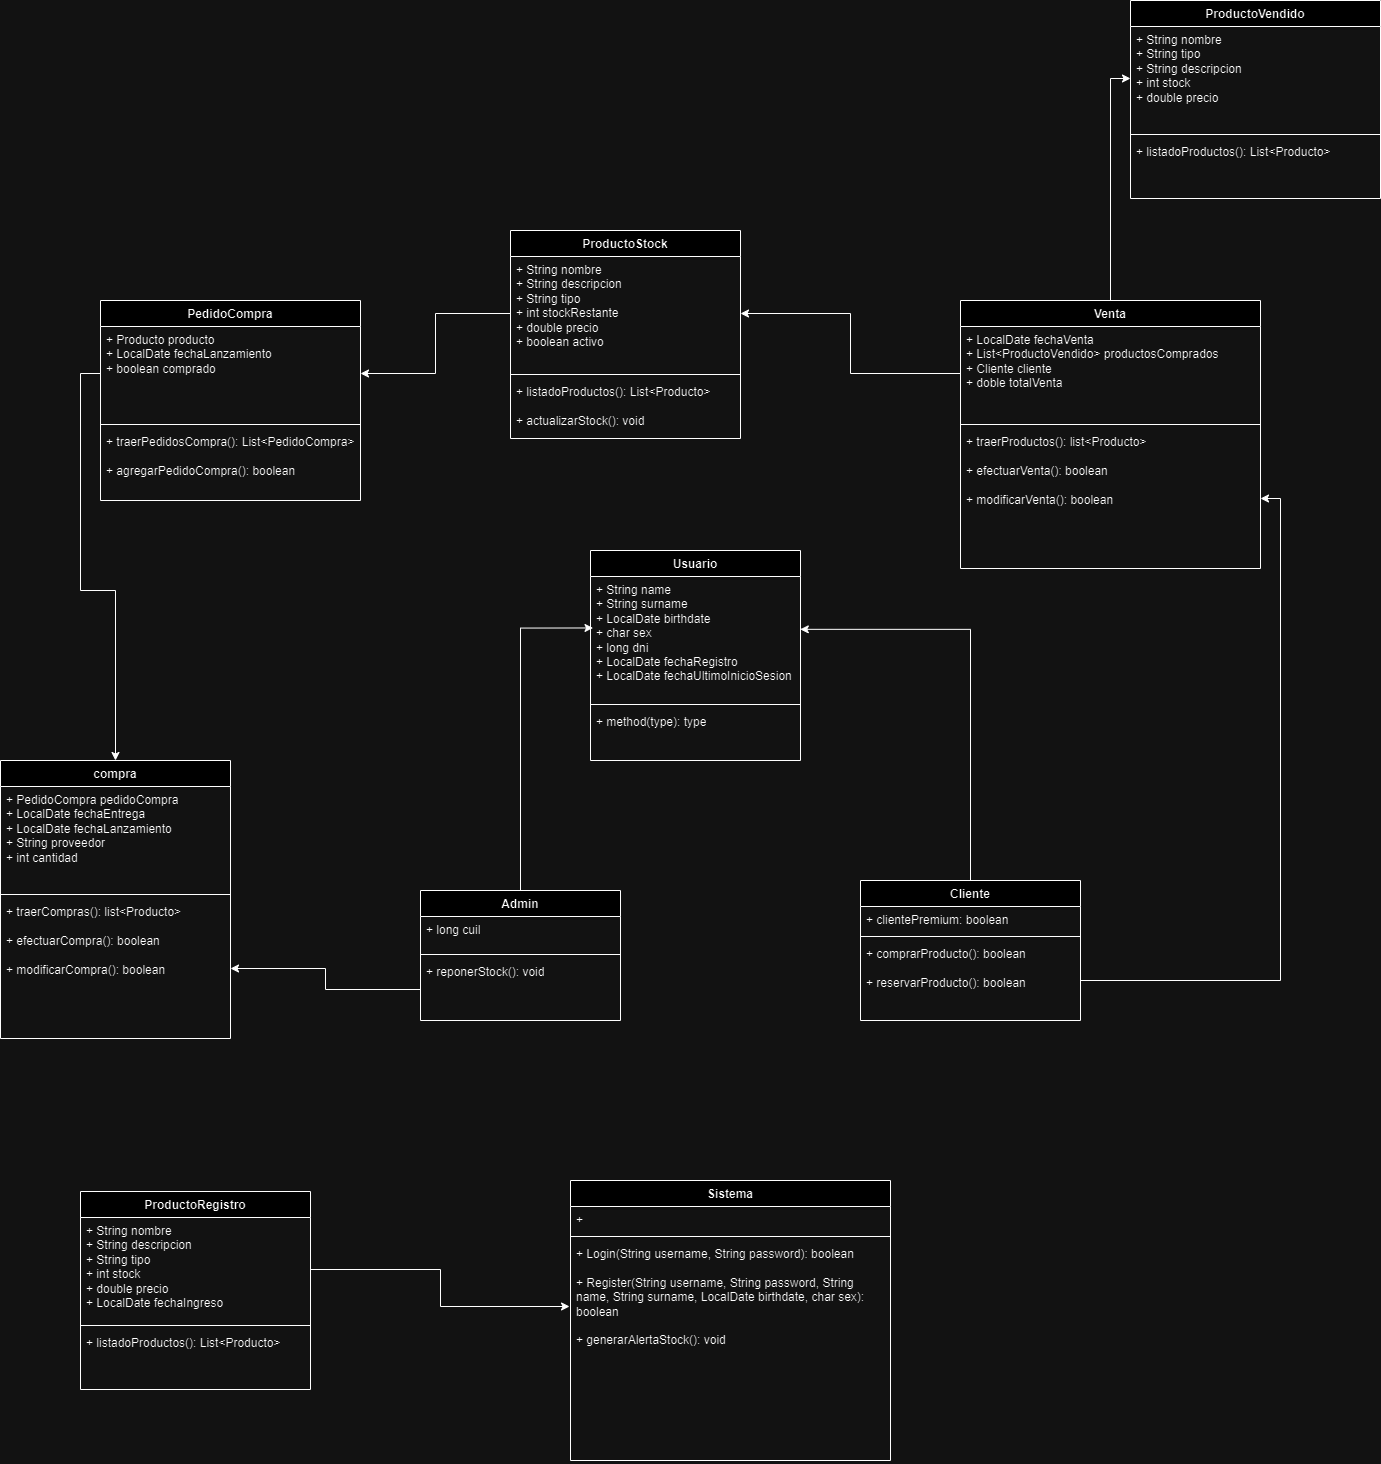 ProductoVendido
+ String nombre
+ String tipo
+ String descripcion
+ int stock
+ double precio
+ listadoProductos(): List<Producto>
ProductoStock
+ String nombre
+ String descripcion
+ String tipo
+ int stockRestante
+ double precio
+ boolean activo
+ listadoProductos(): List<Producto>
+ actualizarStock(): void
PedidoCompra
+ Producto producto
+ LocalDate fechaLanzamiento
+ boolean comprado
+ traerPedidosCompra(): List<PedidoCompra>
+ agregarPedidoCompra(): boolean
Venta
+ LocalDate fechaVenta
+ List<ProductoVendido> productosComprados
+ Cliente cliente
+ doble totalVenta
+ traerProductos(): list<Producto>
+ efectuarVenta(): boolean
+ modificarVenta(): boolean
Usuario
+ String name
+ String surname
+ LocalDate birthdate
+ char sex
+ long dni
+ LocalDate fechaRegistro
+ LocalDate fechaUltimoInicioSesion
+ method(type): type
compra
+ PedidoCompra pedidoCompra
+ LocalDate fechaEntrega
+ LocalDate fechaLanzamiento
+ String proveedor
+ int cantidad
+ traerCompras(): list<Producto>
+ efectuarCompra(): boolean
+ modificarCompra(): boolean
Admin
+ long cuil
+ reponerStock(): void
Cliente
+ clientePremium: boolean
+ comprarProducto(): boolean
+ reservarProducto(): boolean
ProductoRegistro
+ String nombre
+ String descripcion
+ String tipo
+ int stock
+ double precio
+ LocalDate fechaIngreso
+ listadoProductos(): List<Producto>
Sistema
+
+ Login(String username, String password): boolean
+ Register(String username, String password, String
name, String surname, LocalDate birthdate, char sex):
boolean
+ generarAlertaStock(): void